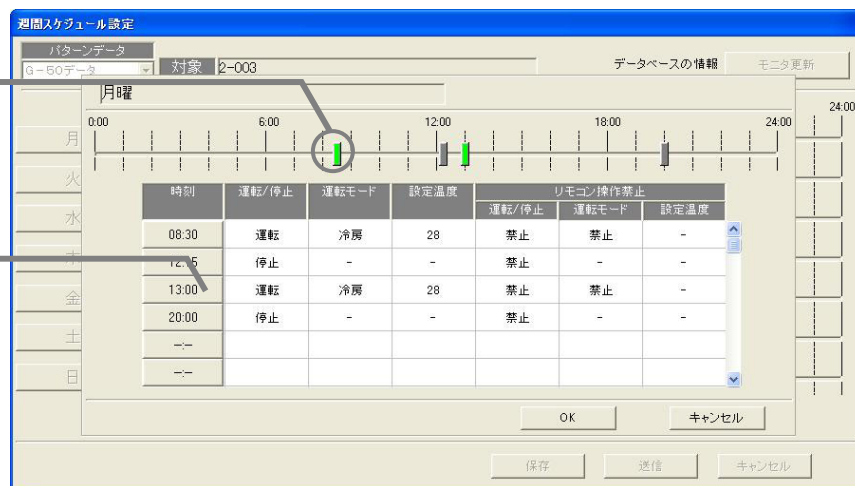 週間スケジュール設定
パターンデータ
G-50データ
対象 2-003
データベースの情報 モニタ更新
月曜
0:00 6:00 12:00 18:00 24:00 24:00
月
火
水
木
金
土
日
時刻 運転/停止 運転モード 設定温度 リモコン操作禁止
運転/停止 運転モード 設定温度
08:30 運転 冷房 28 禁止 禁止 -
12:15 停止 - - 禁止 - -
13:00 運転 冷房 28 禁止 禁止 -
20:00 停止 - - 禁止 - -
--:--
--:--
OK キャンセル
保存 送信 キャンセル